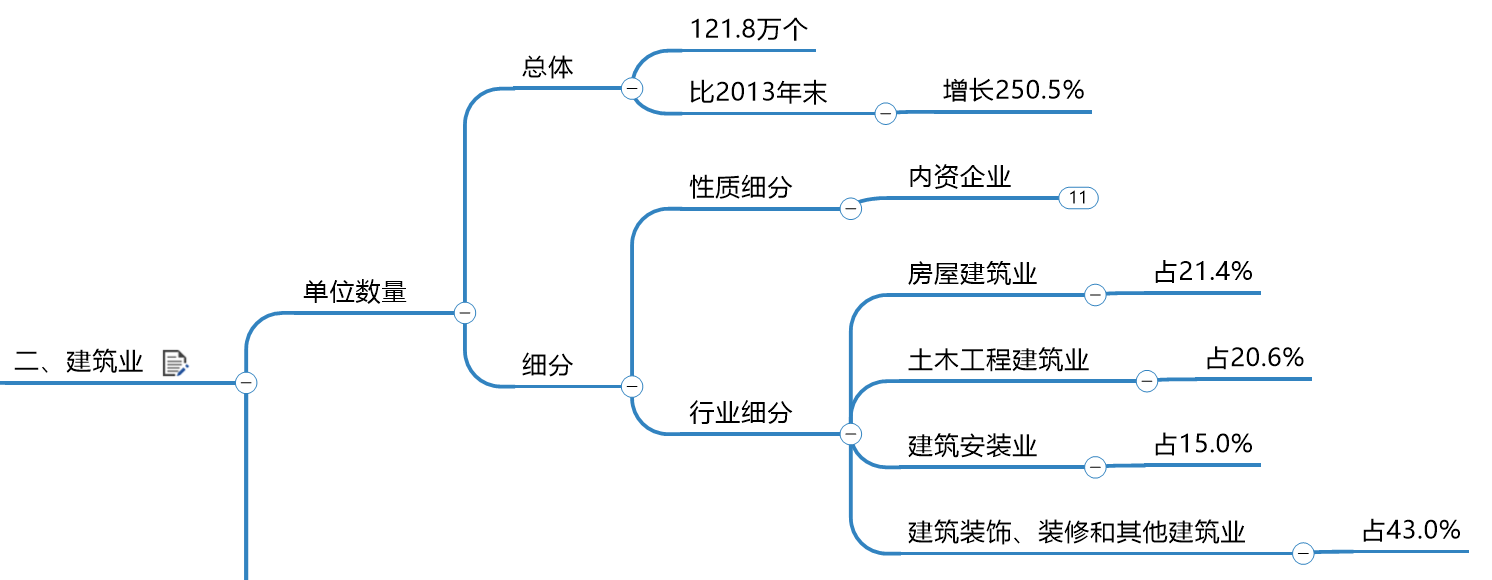 二、建筑业
单位数量
总体
121.8万个
比2013年末
增长250.5%
细分
性质细分
内资企业
11
行业细分
房屋建筑业
占21.4%
土木工程建筑业
占20.6%
建筑安装业
占15.0%
建筑装饰、装修和其他建筑业
占43.0%